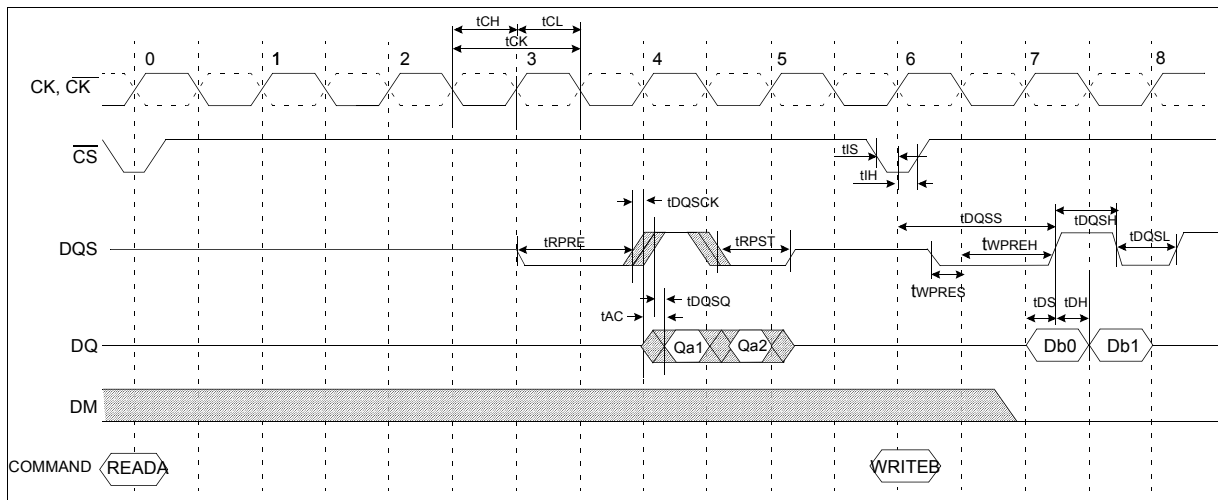 tCH tCL
tCK
0 1 2 3 4 5 6 7 8
CK, CK
CS
tIS
tIH
tDQSCK
tDQSS
tDQSH
DQS
tRPRE
tRPST
tWPREH
tDQSL
tWPRES
tDQSQ
tAC
tDS tDH
DQ
Qa1 Qa2
Db0 Db1
DM
COMMAND READA WRITEB